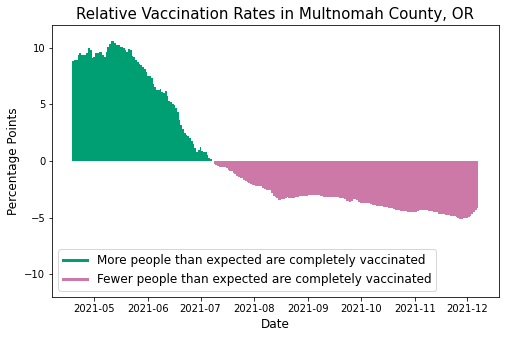 Relative Vaccination Rates in Multnomah County, OR
Percentage Points
10
5
0
−5
−10
More people than expected are completely vaccinated
Fewer people than expected are completely vaccinated
2021-05 2021-06 2021-07 2021-08 2021-09 2021-10 2021-11 2021-12
Date